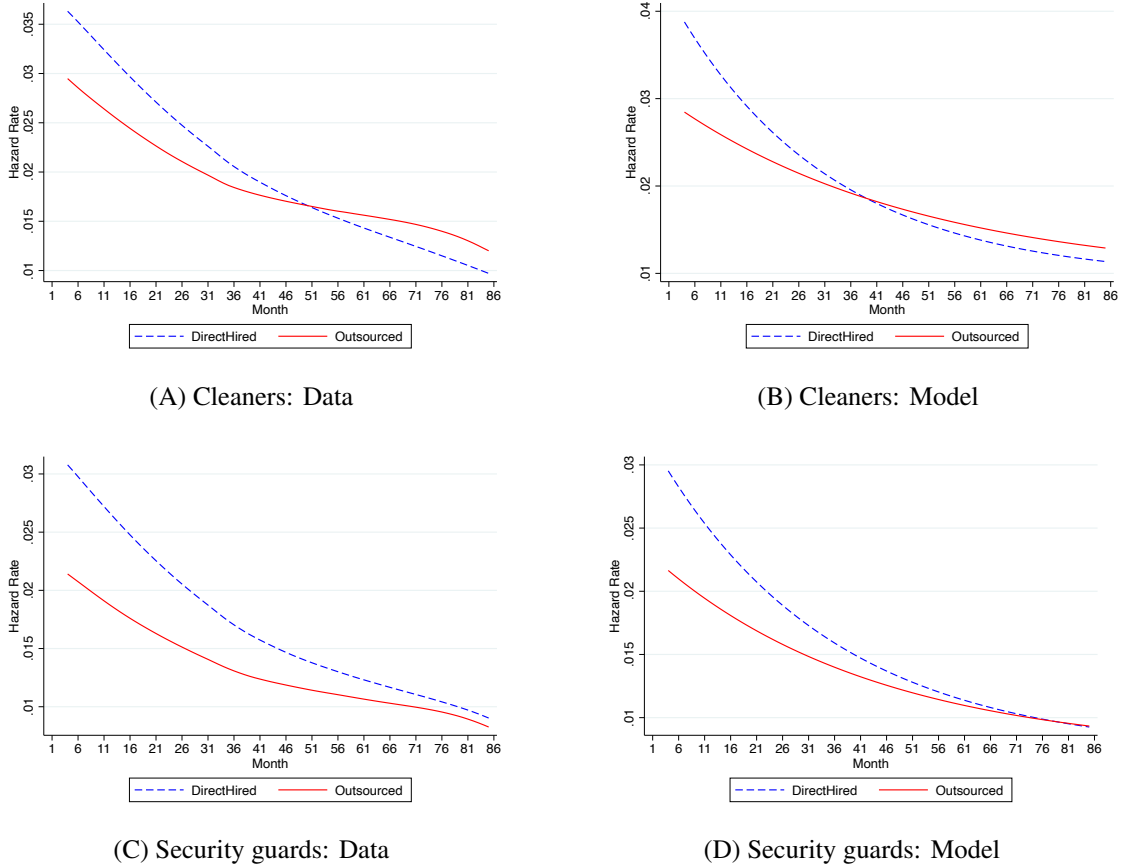 Hazard Rate
.01 .015 .02 .025 .03 .035
1 6 11 16 21 26 31 36 41 46 51 56 61 66 71 76 81 86
Month
DirectHired Outsourced
(A) Cleaners: Data
Hazard Rate
.01 .02 .03 .04
1 6 11 16 21 26 31 36 41 46 51 56 61 66 71 76 81 86
Month
DirectHired Outsourced
(B) Cleaners: Model
Hazard Rate
.01 .015 .02 .025 .03
1 6 11 16 21 26 31 36 41 46 51 56 61 66 71 76 81 86
Month
DirectHired Outsourced
(C) Security guards: Data
Hazard Rate
.01 .015 .02 .025 .03
1 6 11 16 21 26 31 36 41 46 51 56 61 66 71 76 81 86
Month
DirectHired Outsourced
(D) Security guards: Model